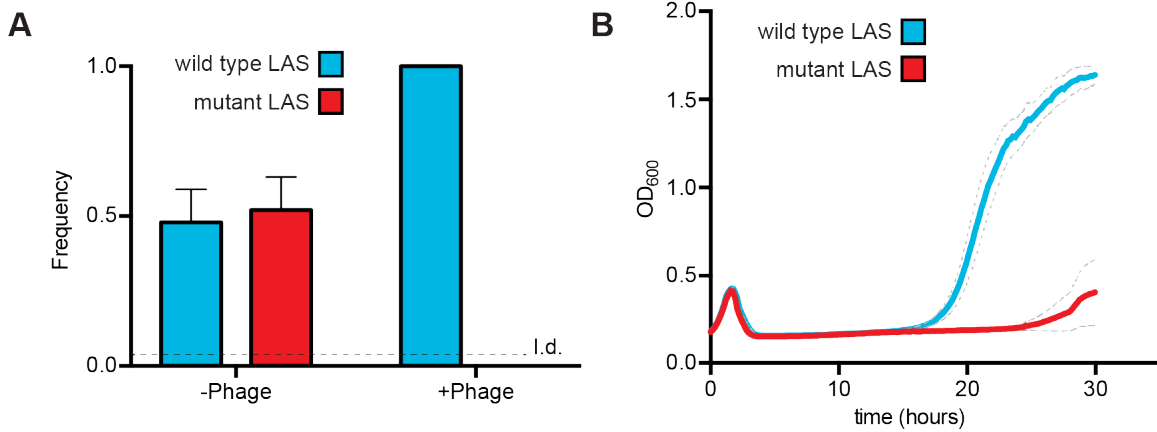 A
wild type LAS
mutant LAS
Frequency
1.0
0.5
0.0
l.d.
-Phage
+Phage
B
wild type LAS
mutant LAS
OD600
2.0
1.5
1.0
0.5
0.0
0
10
20
30
time (hours)